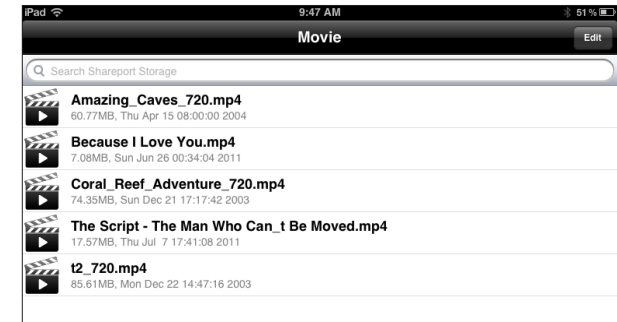 iPad 9:47 AM 51 %
Movie Edit
Search Shareport Storage
Amazing_Caves_720.mp4
60.77MB, Thu Apr 15 08:00:00 2004
Because I Love You.mp4
7.08MB, Sun Jun 26 00:34:04 2011
Coral_Reef_Adventure_720.mp4
74.35MB, Sun Dec 21 17:17:42 2003
The Script - The Man Who Can_t Be Moved.mp4
17.57MB, Thu Jul  7 17:41:08 2011
t2_720.mp4
85.61MB, Mon Dec 22 14:47:16 2003